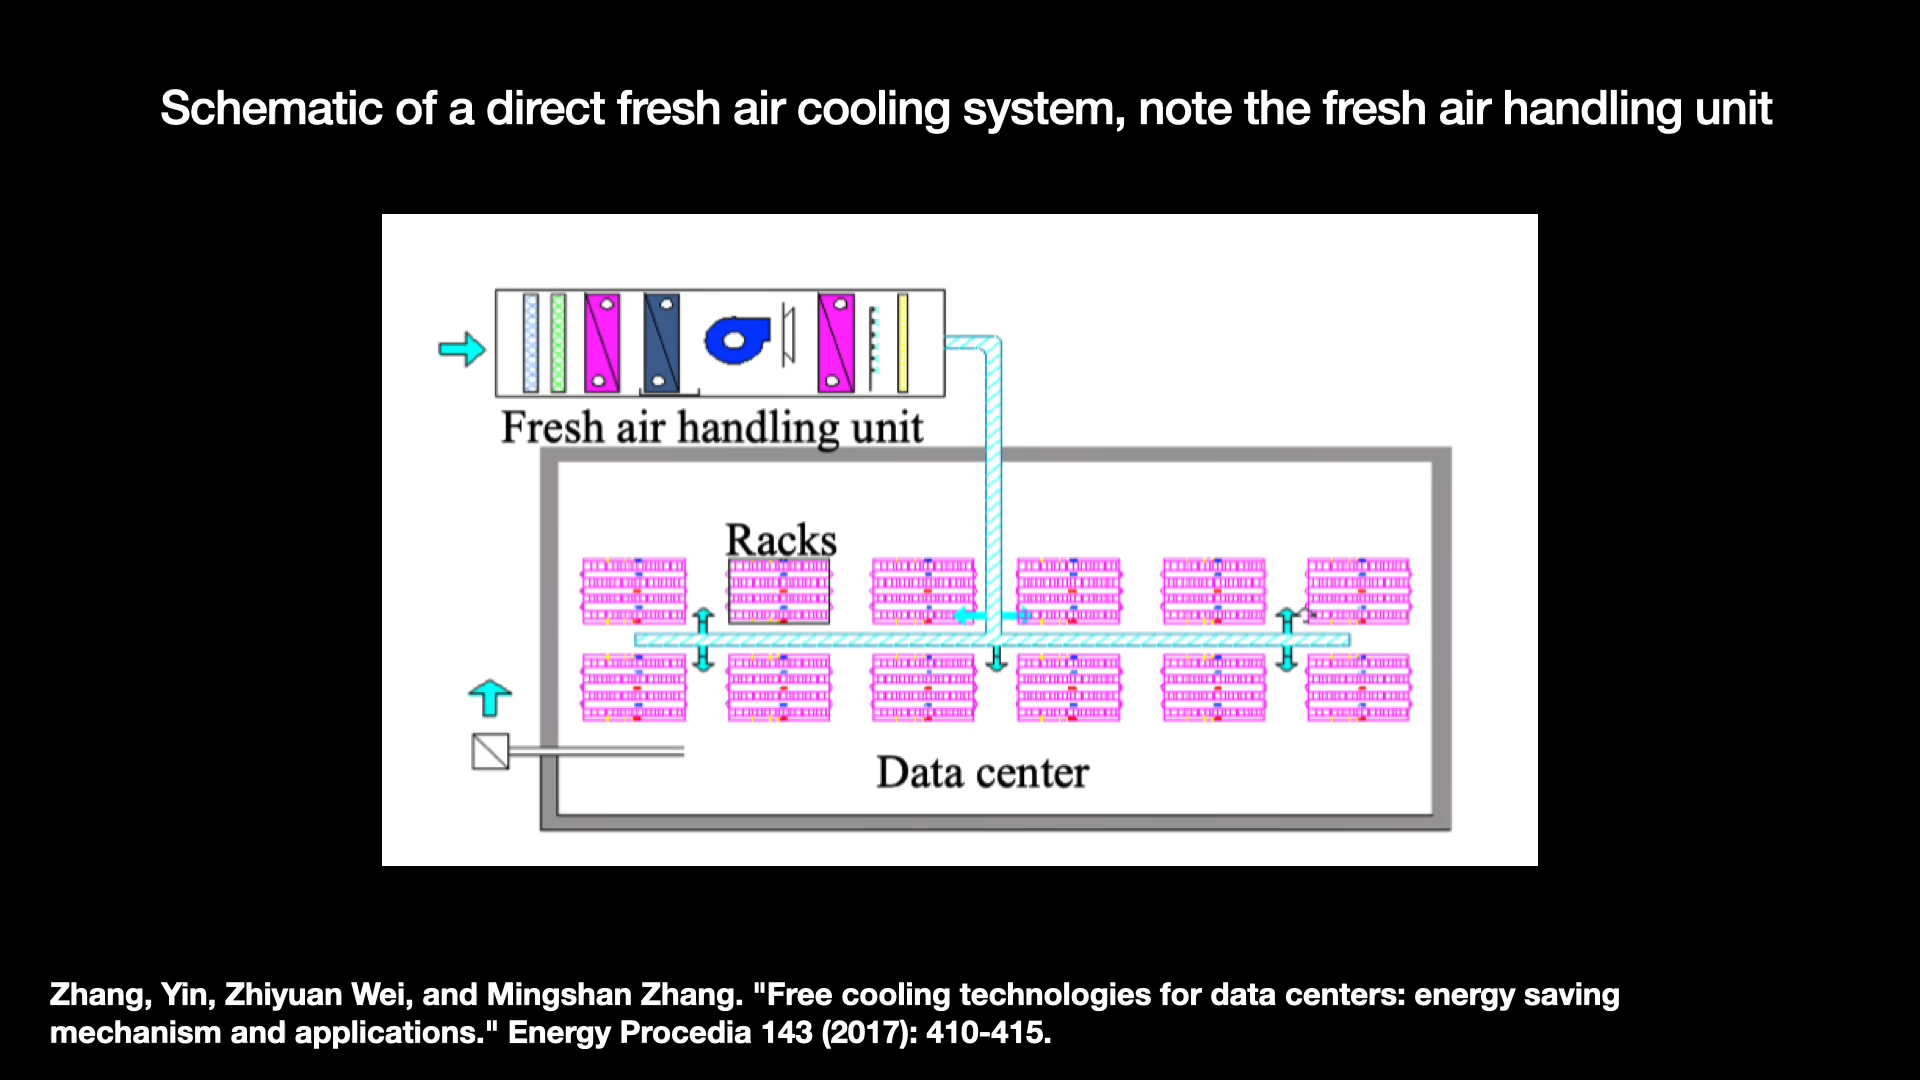 Schematic of a direct fresh air cooling system, note the fresh air handling unit
Fresh air handling unit
Racks
Data center
Zhang, Yin, Zhiyuan Wei, and Mingshan Zhang. "Free cooling technologies for data centers: energy saving
mechanism and applications." Energy Procedia 143 (2017): 410-415.